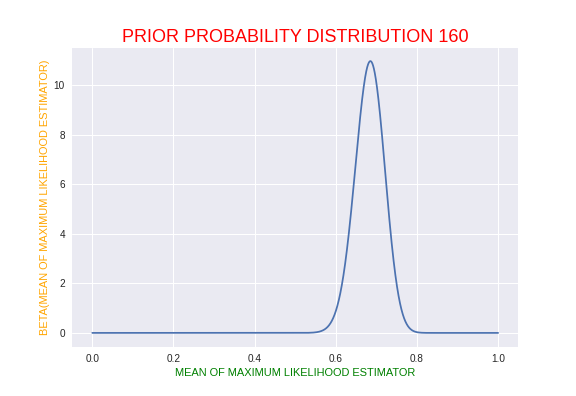 PRIOR PROBABILITY DISTRIBUTION 160
BETA(MEAN OF MAXIMUM LIKELIHOOD ESTIMATOR)
10
8
6
4
2
0
0.0 0.2 0.4 0.6 0.8 1.0
MEAN OF MAXIMUM LIKELIHOOD ESTIMATOR